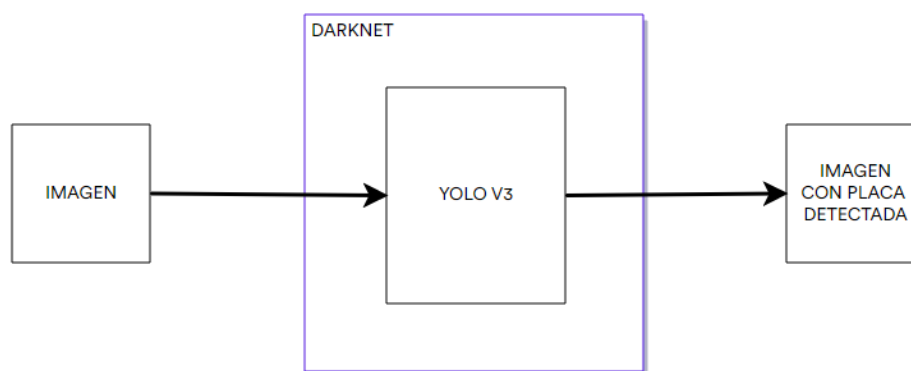 DARKNET
IMAGEN
YOLO V3
IMAGEN
CON PLACA
DETECTADA